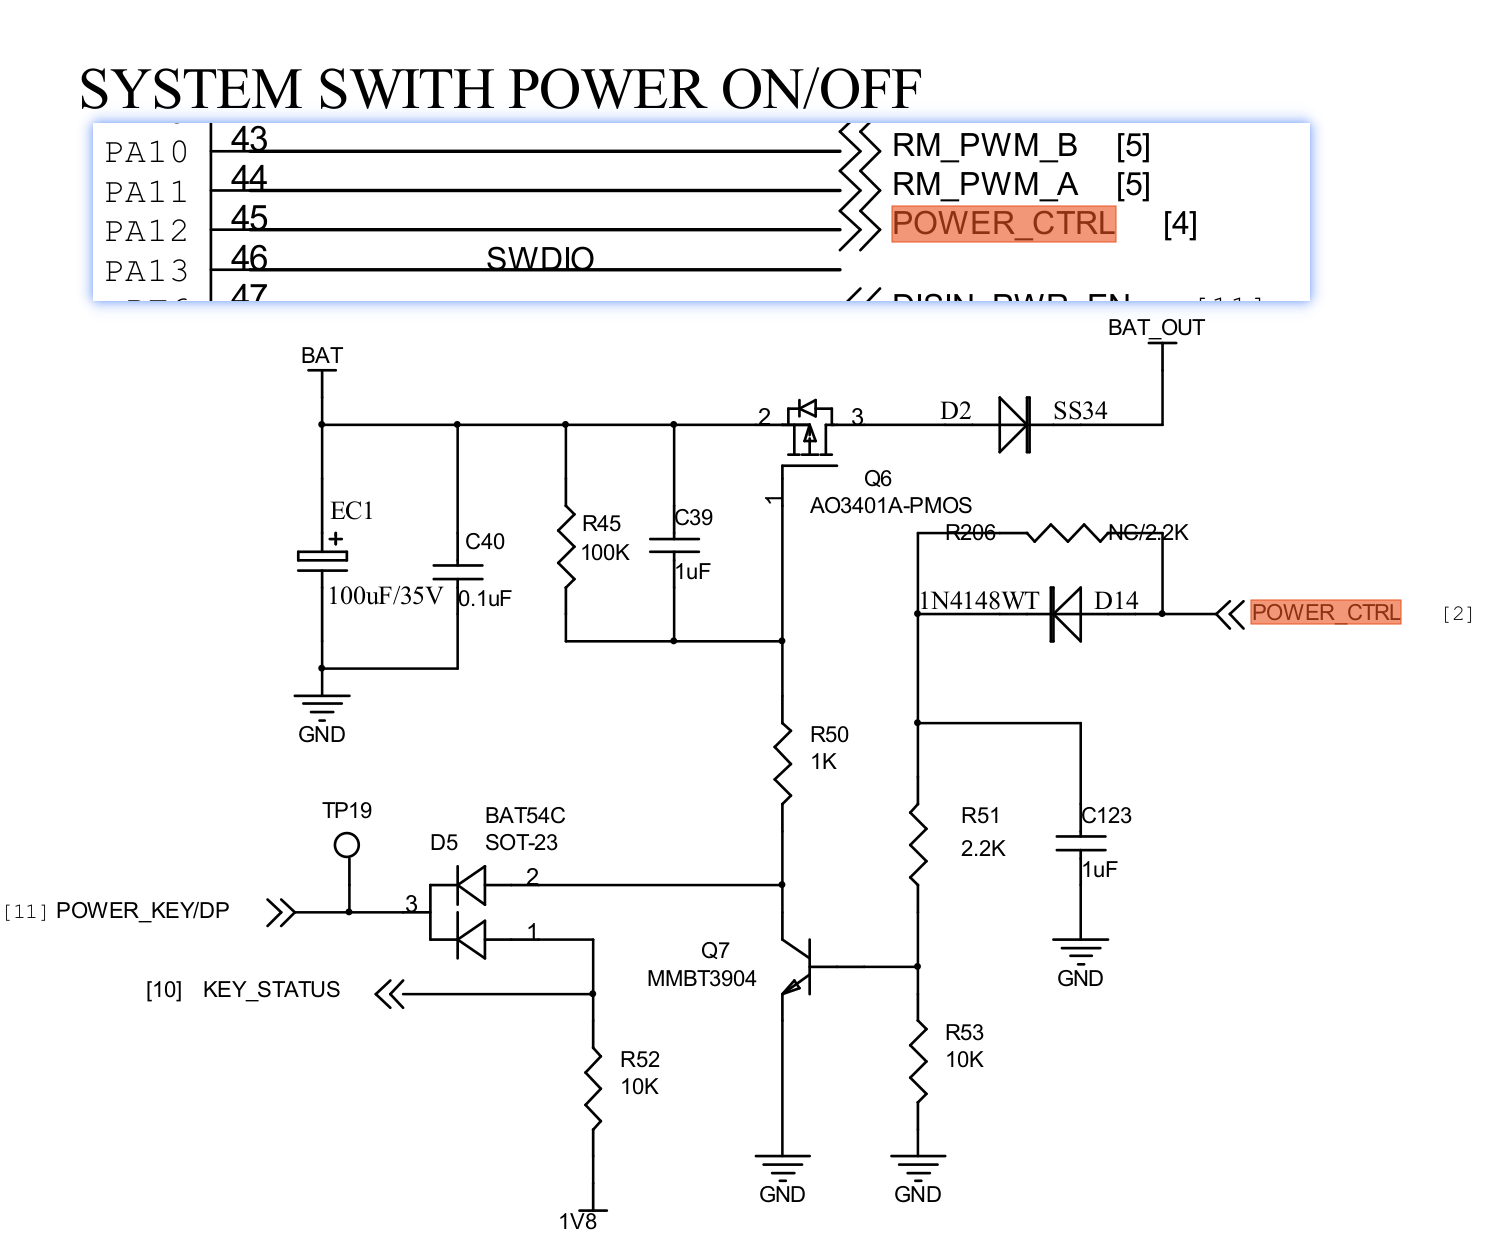 SYSTEM SWITH POWER ON/OFF
PA10 43 RM_PWM_B [5]
PA11 44 RM_PWM_A [5]
PA12 45 POWER_CTRL [4]
PA13 46 SWDIO
47
BAT
BAT_OUT
2 3 D2 SS34
1
Q6
AO3401A-PMOS
EC1
+
100uF/35V
C40
0.1uF
R45
100K
C39
1uF
R206 NC/2.2K
1N4148WT D14
POWER_CTRL [2]
GND
R50
1K
R51
2.2K
C123
1uF
GND
TP19
D5
BAT54C
SOT-23
2
[11] POWER_KEY/DP 3
1
[10] KEY_STATUS
Q7
MMBT3904
R52
10K
R53
10K
GND
GND
1V8